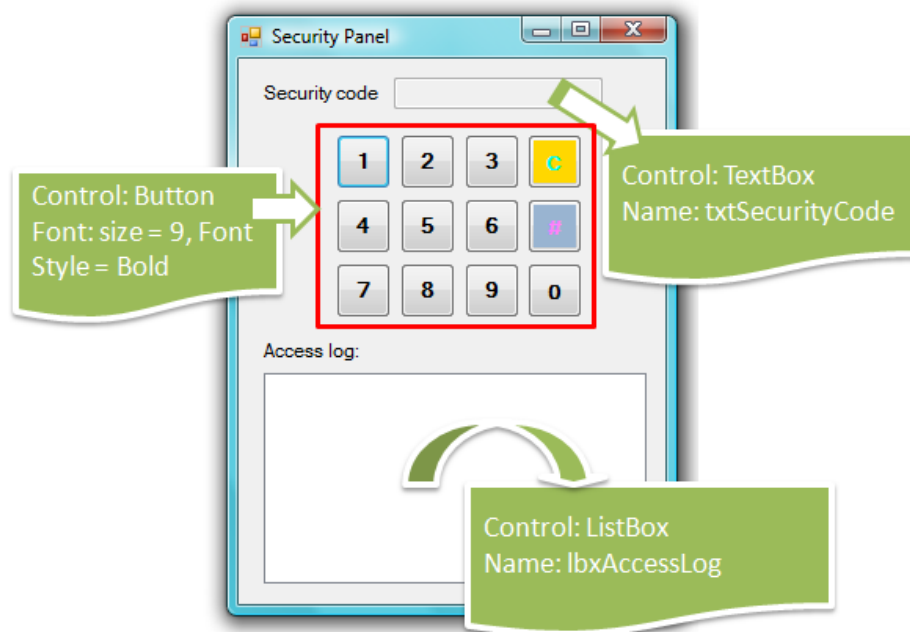 Security Panel
Security code
1 2 3 C
4 5 6 #
7 8 9 0
Control: Button
Font: size = 9, Font
Style = Bold
Control: TextBox
Name: txtSecurityCode
Access log:
Control: ListBox
Name: lbxAccessLog